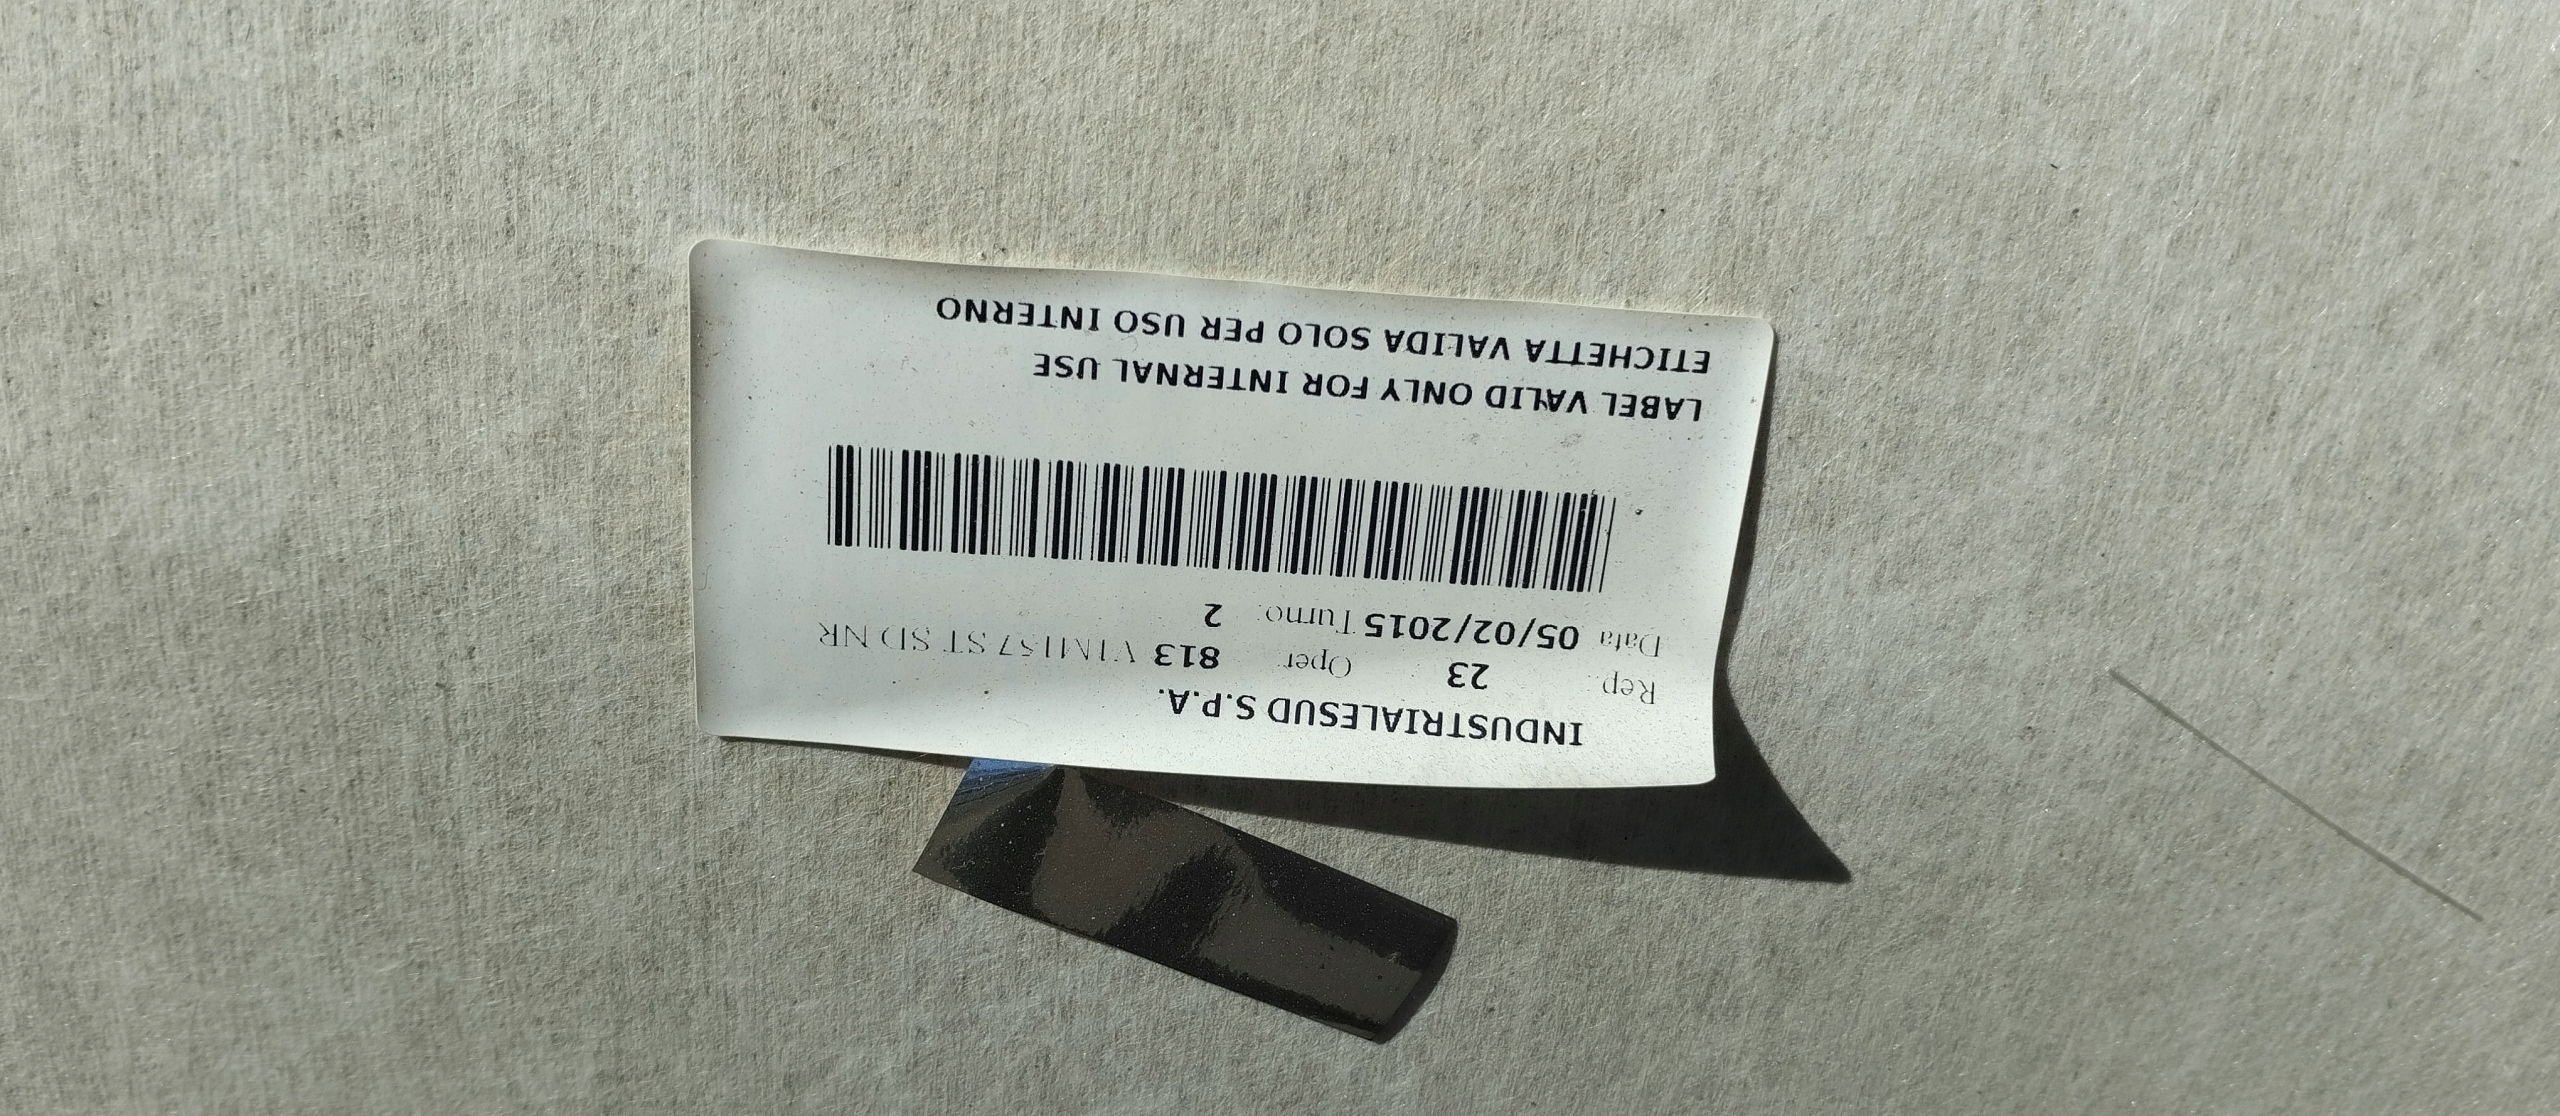 INDUSTRIALESUD S.P.A.
Rep. 23 Oper 813 V1M157 ST SD NR
Data 05/02/2015 Turno: 2
LABEL VALID ONLY FOR INTERNAL USE
ETICHETTA VALIDA SOLO PER USO INTERNO